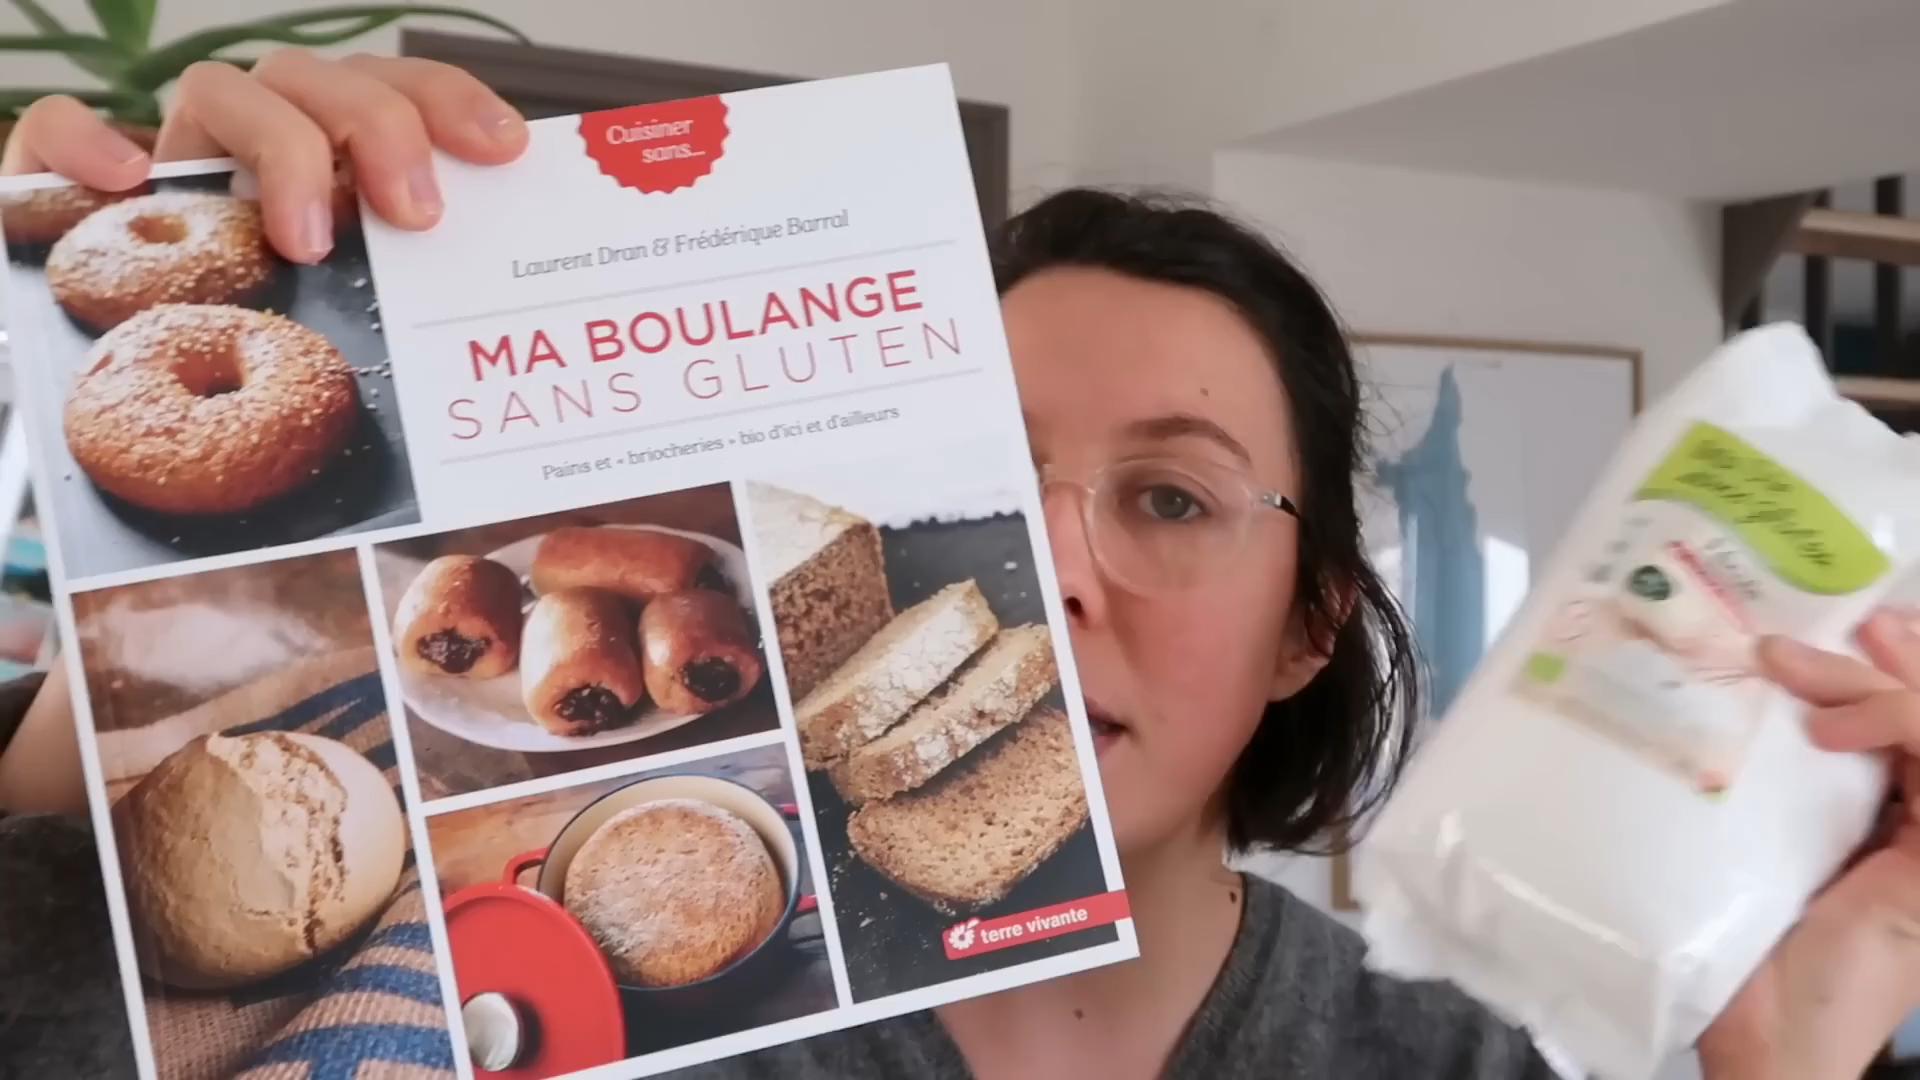 Cuisiner
sans...
Laurent Dran & Frédérique Barral
MA BOULANGE
SANS GLUTEN
Pains et « briocheries » bio d'ici et d'ailleurs
terre vivante